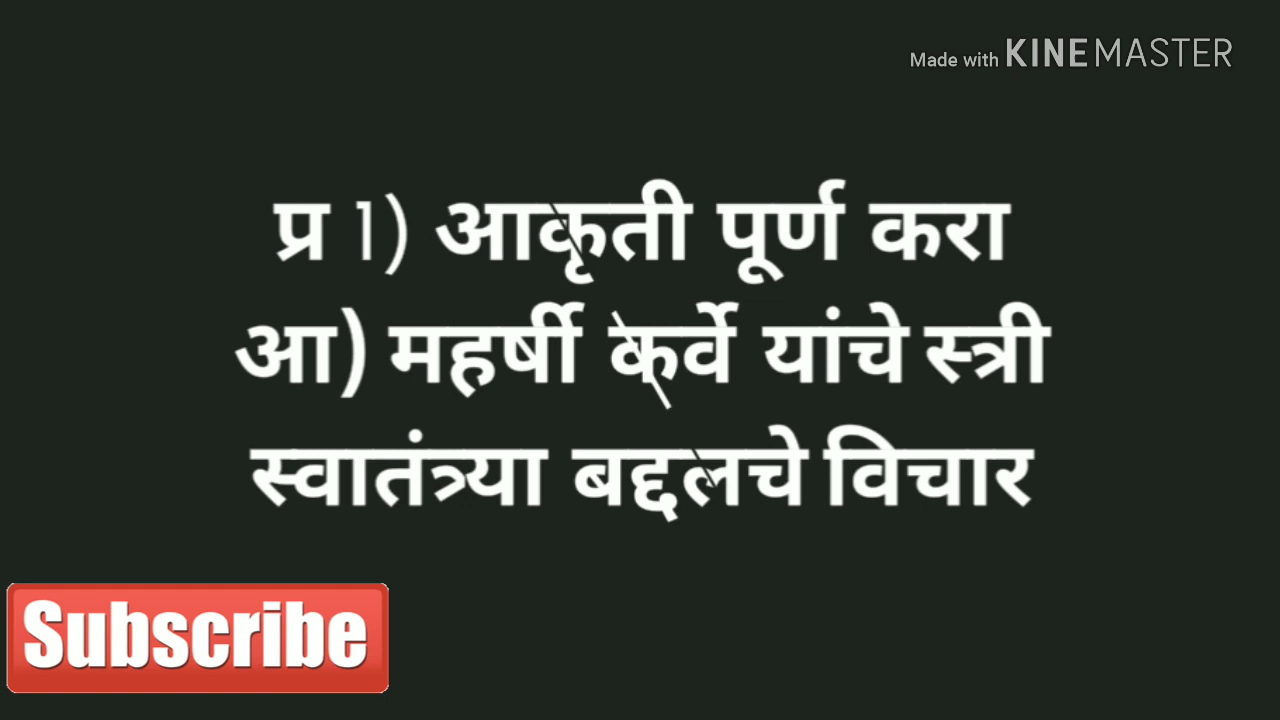 Made with KINEMASTER
प्र 1) आकृती पूर्ण करा
आ) महर्षी कर्वे यांचे स्त्री
स्वातंत्र्या बद्दलचे विचार
Subscribe